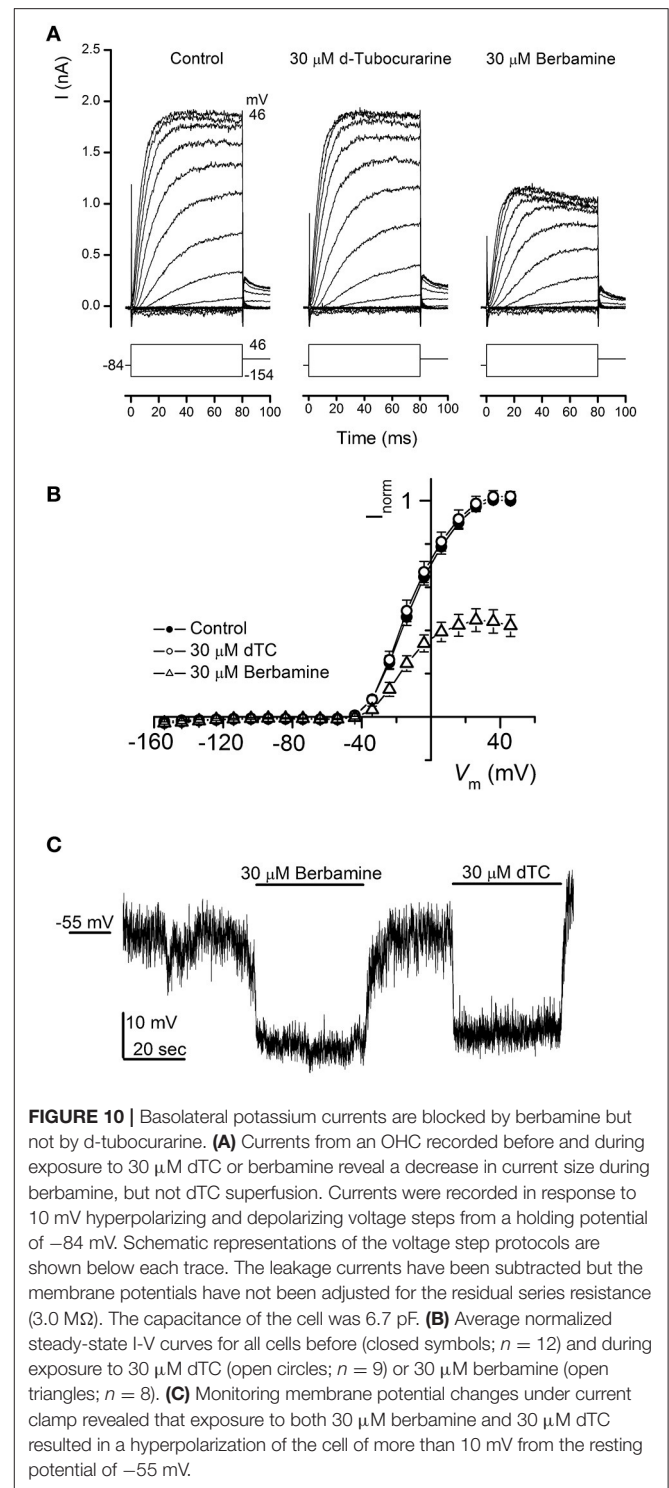 A
Control
30 μM d-Tubocurarine
30 μM Berbamine
I (nA)
2.5
2.0
1.5
1.0
0.5
0.0
mV
46
-84
46
-154
0 20 40 60 80 100
0 20 40 60 80 100
0 20 40 60 80 100
Time (ms)
B
I norm
1
Control
30 μM dTC
30 μM Berbamine
-160 -120 -80 -40 40
Vm (mV)
C
30 μM Berbamine
30 μM dTC
-55 mV
10 mV
20 sec
FIGURE 10 | Basolateral potassium currents are blocked by berbamine but
not by d-tubocurarine. (A) Currents from an OHC recorded before and during
exposure to 30 μM dTC or berbamine reveal a decrease in current size during
berbamine, but not dTC superfusion. Currents were recorded in response to
10 mV hyperpolarizing and depolarizing voltage steps from a holding potential
of −84 mV. Schematic representations of the voltage step protocols are
shown below each trace. The leakage currents have been subtracted but the
membrane potentials have not been adjusted for the residual series resistance
(3.0 MΩ). The capacitance of the cell was 6.7 pF. (B) Average normalized
steady-state I-V curves for all cells before (closed symbols; n = 12) and during
exposure to 30 μM dTC (open circles; n = 9) or 30 μM berbamine (open
triangles; n = 8). (C) Monitoring membrane potential changes under current
clamp revealed that exposure to both 30 μM berbamine and 30 μM dTC
resulted in a hyperpolarization of the cell of more than 10 mV from the resting
potential of −55 mV.